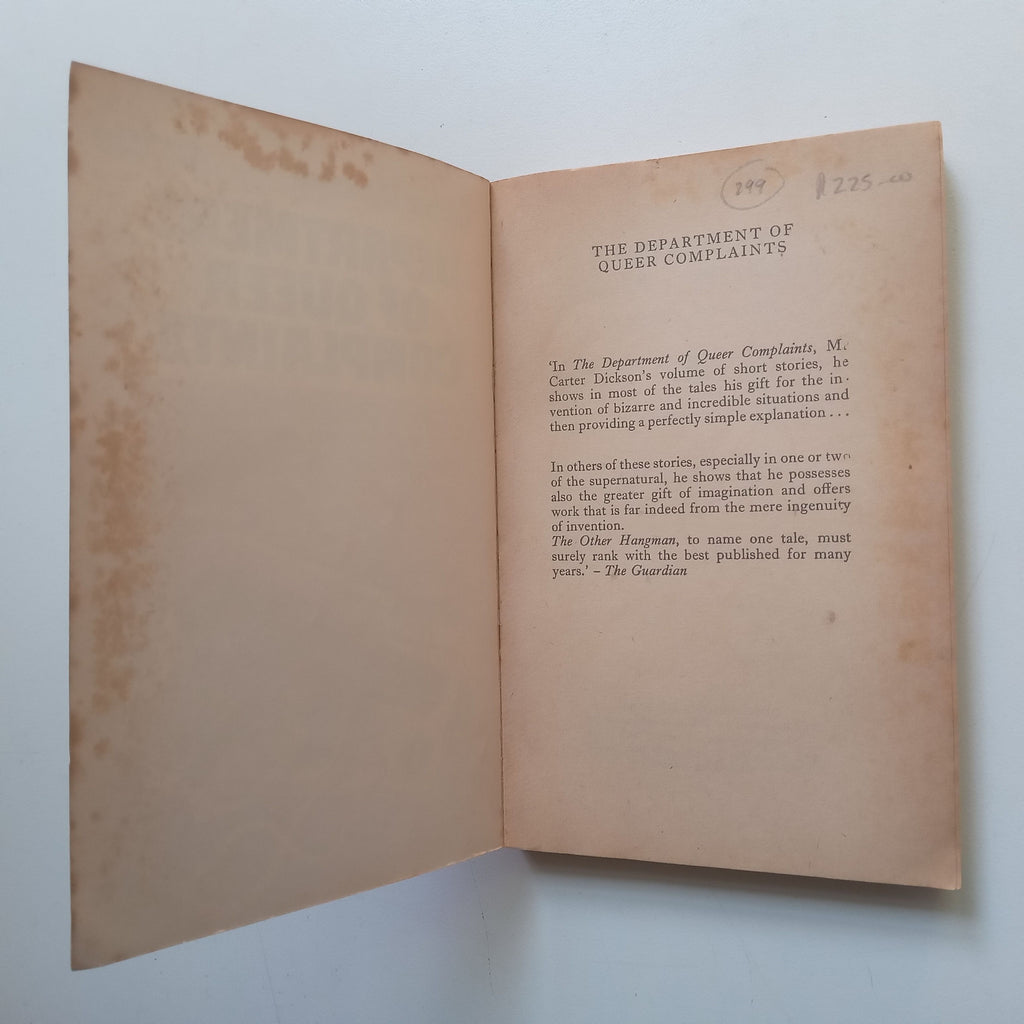 299 R225-00
THE DEPARTMENT OF
QUEER COMPLAINTS
'In The Department of Queer Complaints, Mr
Carter Dickson's volume of short stories, he
shows in most of the tales his gift for the in-
vention of bizarre and incredible situations and
then providing a perfectly simple explanation . . .
In others of these stories, especially in one or two
of the supernatural, he shows that he possesses
also the greater gift of imagination and offers
work that is far indeed from the mere ingenuity
of invention.
The Other Hangman, to name one tale, must
surely rank with the best published for many
years.' – The Guardian